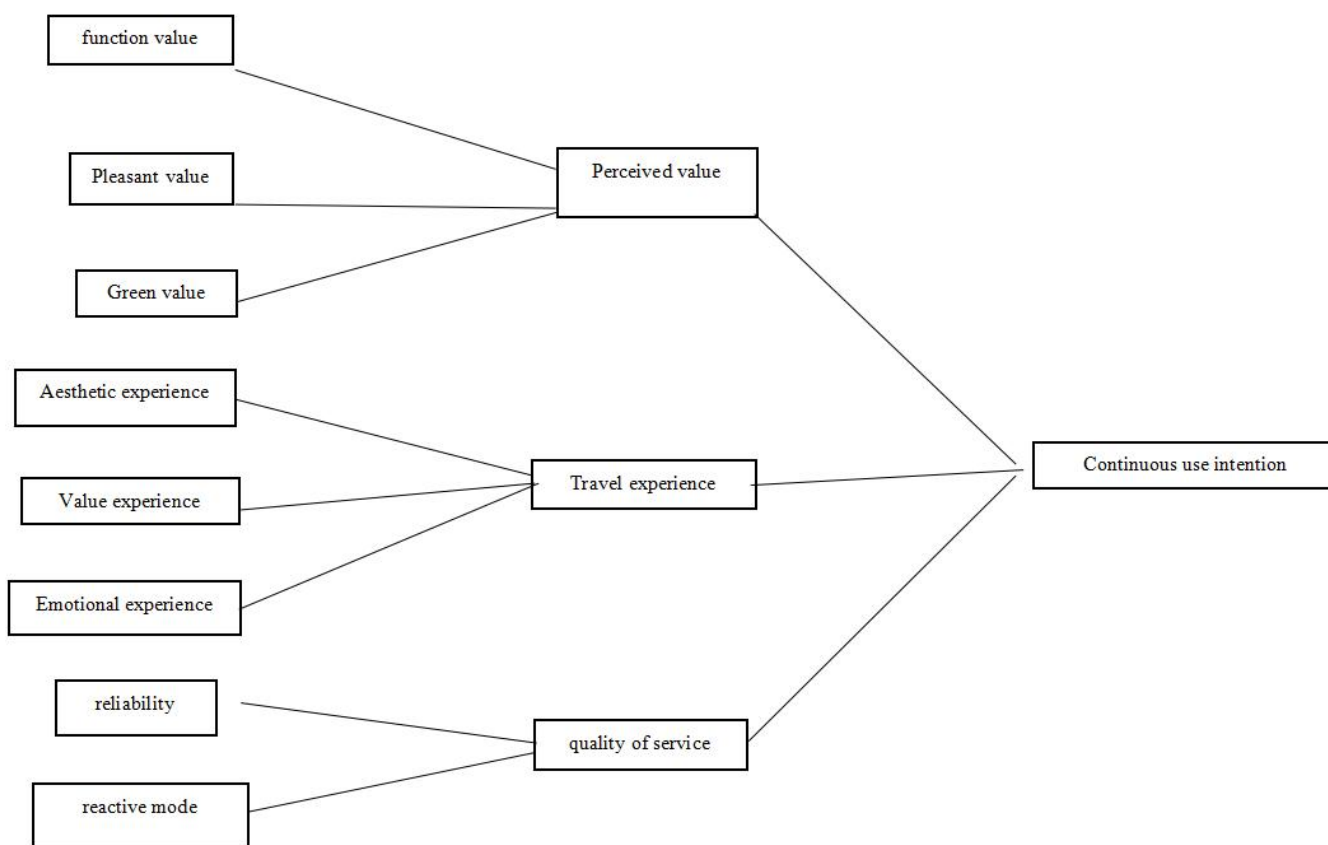 function value
Pleasant value
Green value
Aesthetic experience
Value experience
Emotional experience
reliability
reactive mode
Perceived value
Travel experience
quality of service
Continuous use intention